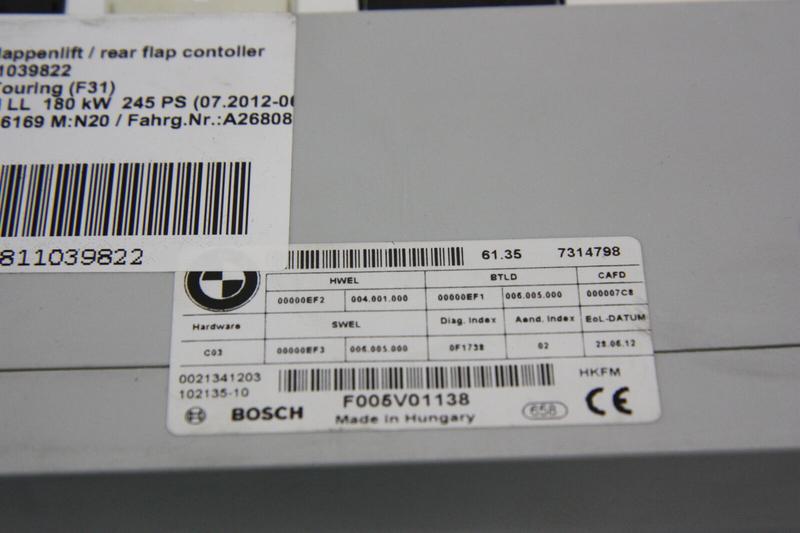 lappenlift / rear flap contoller
1039822
ouring (F31)
LL 180 kW 245 PS (07.2012-0
6169 M:N20 / Fahrg.Nr.:A26808
811039822
61.35 7314798
HWEL BTLD CAFD
00000EF2 004.001.000 00000EF1 006.005.000 000007C8
Hardware SWEL Diag. Index Aend. Index EoL-DATUM
C03 00000EF3 006.005.000 0F1738 02 28.06.12
0021341203 HKFM
102135-10 F005V01138
BOSCH Made in Hungary 658 CE